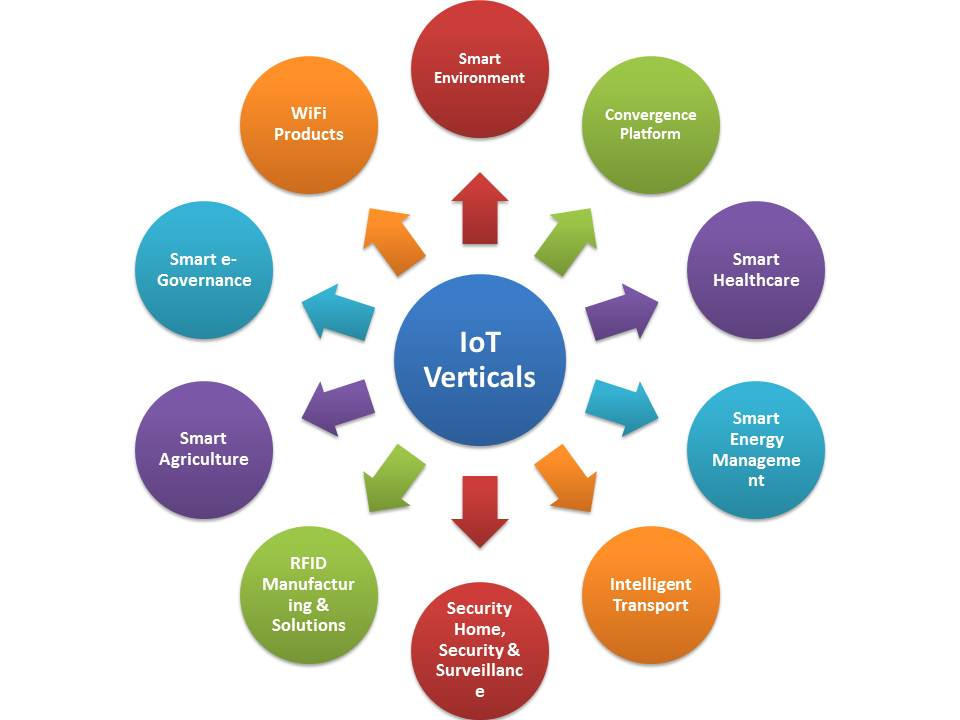 Smart
Environment
Convergence
Platform
Smart
Healthcare
Smart
Energy
Manageme
nt
Intelligent
Transport
Security
Home,
Security &
Surveillanc
e
RFID
Manufactur
ing &
Solutions
Smart
Agriculture
Smart e-
Governance
WiFi
Products
IoT
Verticals